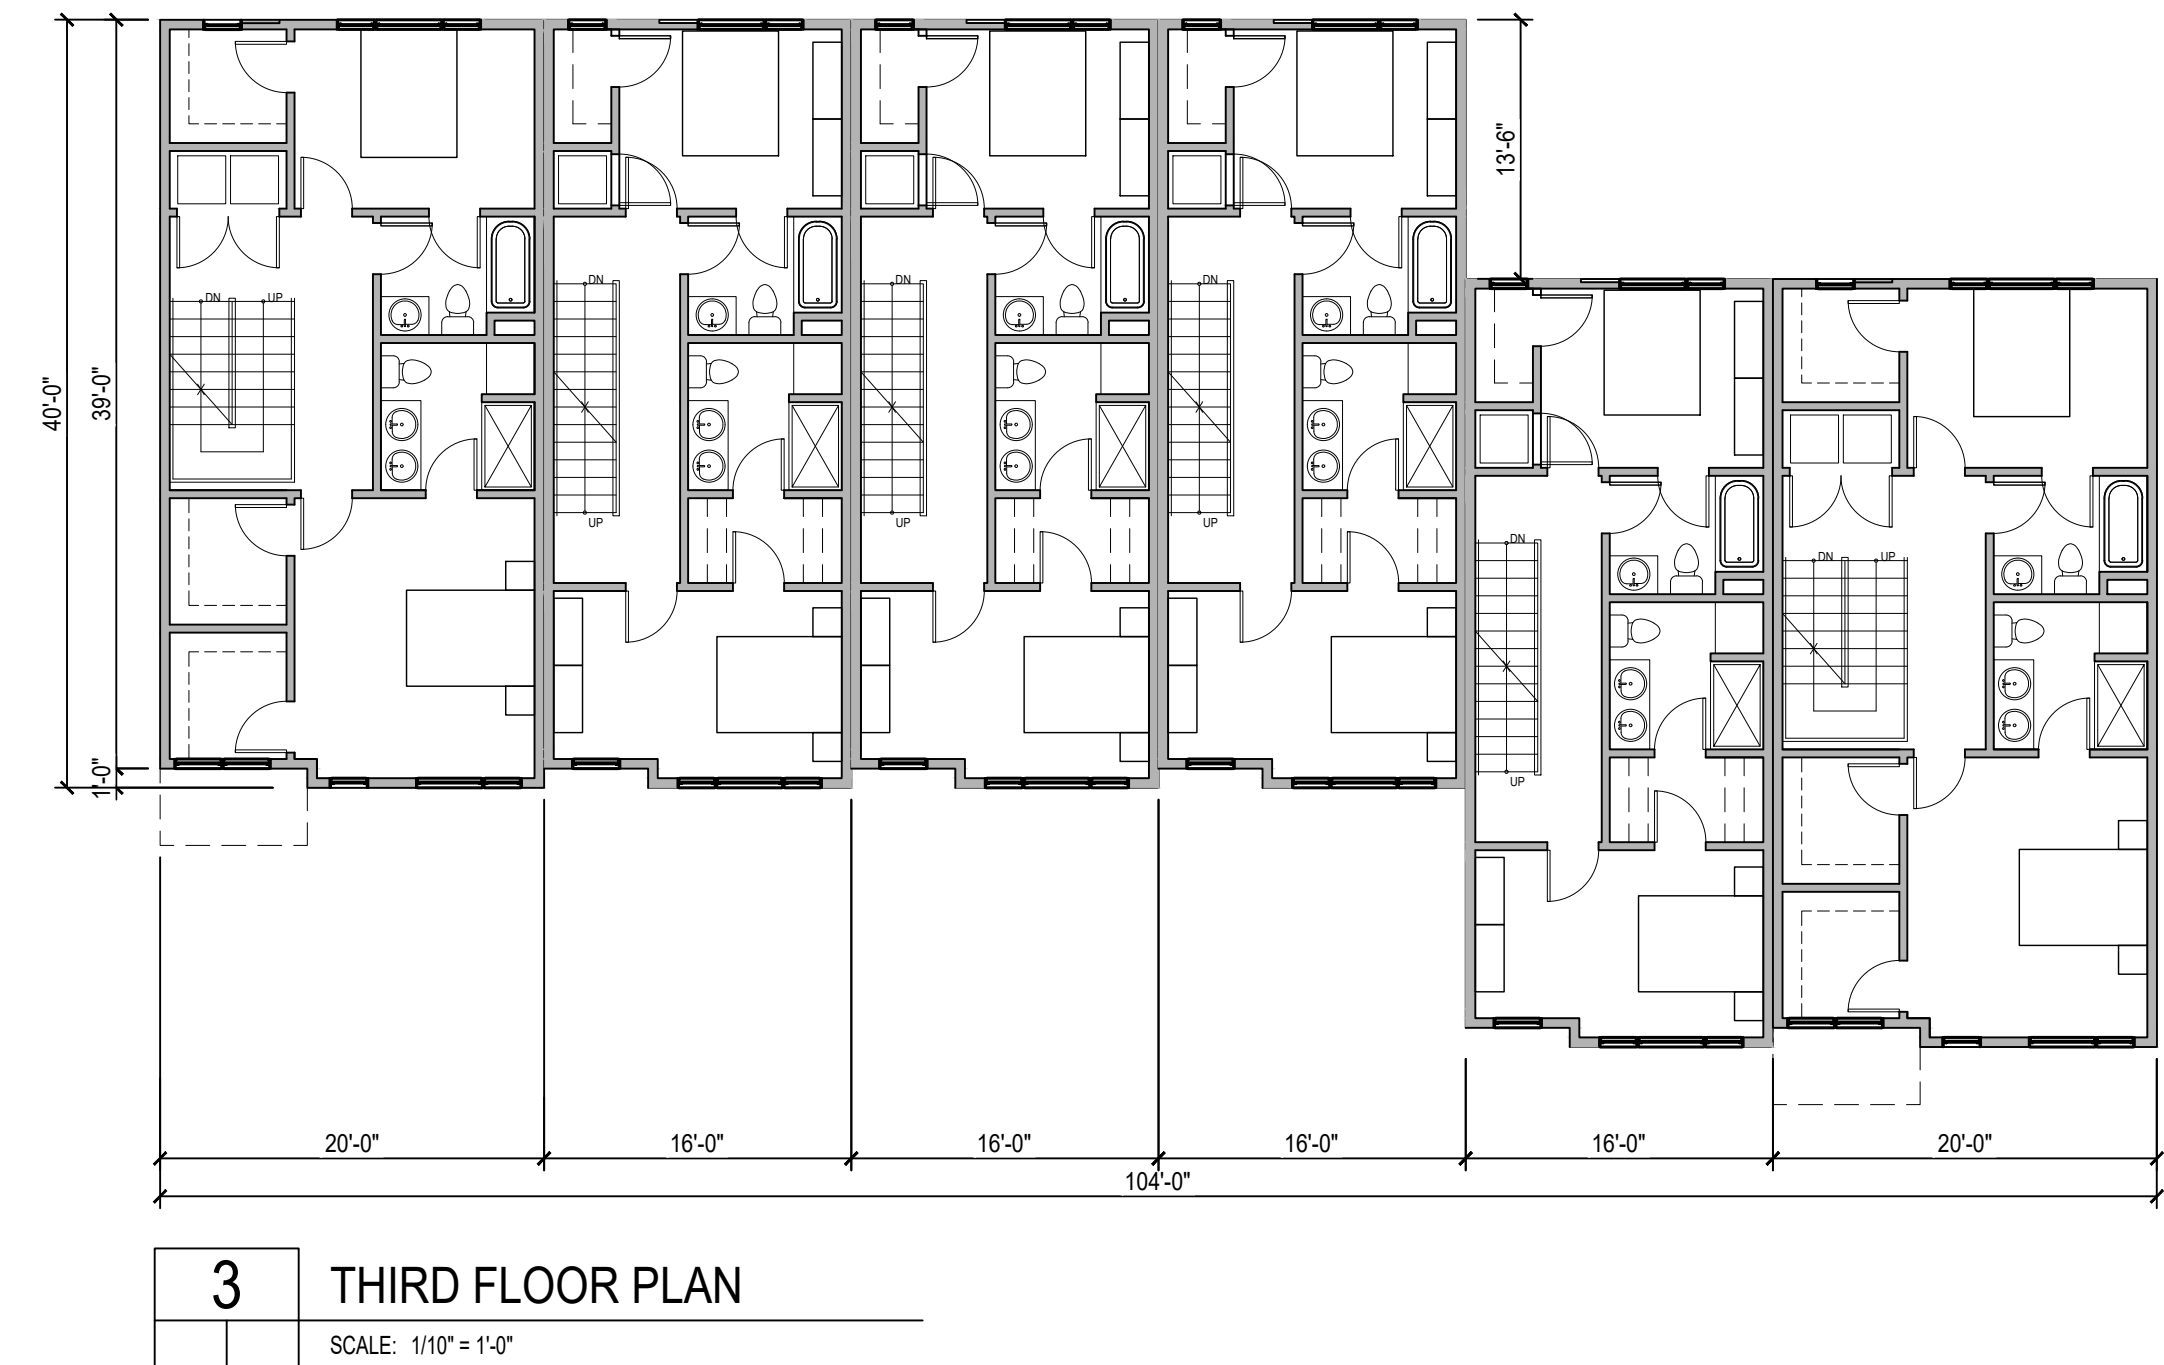 13'-6"
40'-0"
39'-0"
1'-0"
DN
UP
DN
DN
DN
UP
UP
UP
DN
DN
UP
UP
20'-0"
16'-0"
16'-0"
16'-0"
16'-0"
20'-0"
104'-0"
3
THIRD FLOOR PLAN
SCALE: 1/10" = 1'-0"